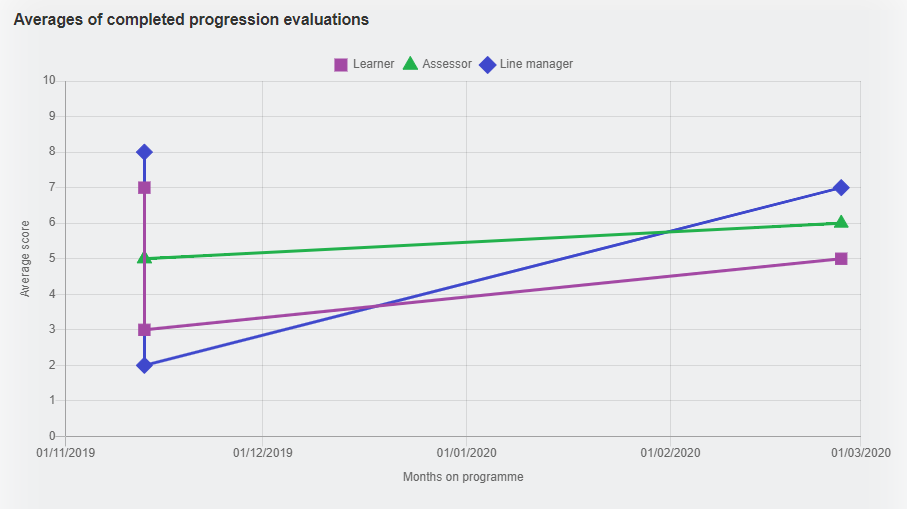 Averages of completed progression evaluations
Learner Assessor Line manager
10
9
8
7
6
5
4
3
2
1
0
Average score
01/11/2019 01/12/2019 01/01/2020 01/02/2020 01/03/2020
Months on programme